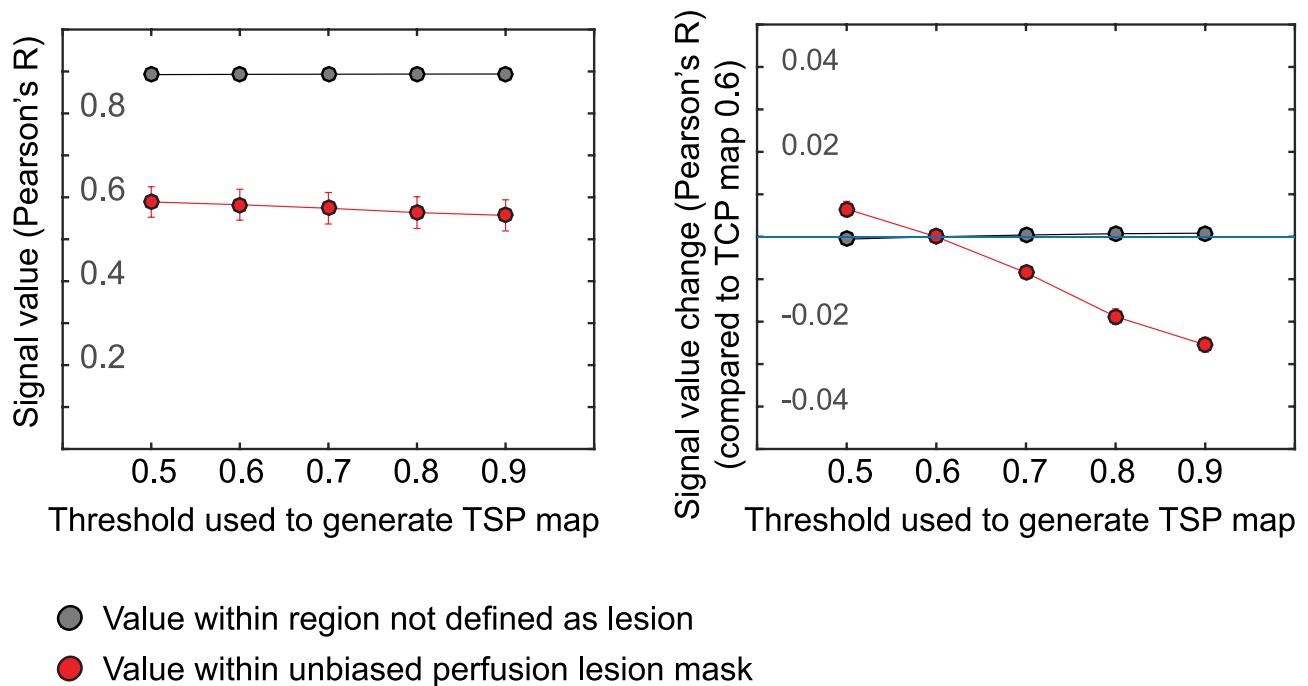 Signal value (Pearson's R)
0.8
0.6
0.4
0.2
0.5 0.6 0.7 0.8 0.9
Threshold used to generate TSP map
Signal value change (Pearson's R)
(compared to TCP map 0.6)
0.04
0.02
-0.02
-0.04
0.5 0.6 0.7 0.8 0.9
Threshold used to generate TSP map
Value within region not defined as lesion
Value within unbiased perfusion lesion mask